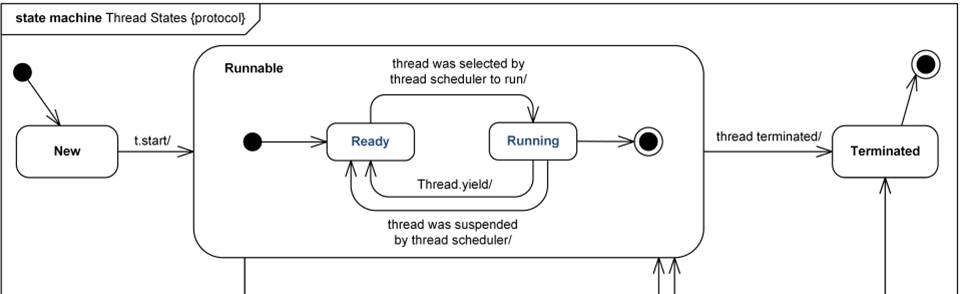 state machine Thread States {protocol}
Runnable
thread was selected by
thread scheduler to run/
New
t.start/
Ready
Running
thread terminated/
Terminated
Thread.yield/
thread was suspended
by thread scheduler/